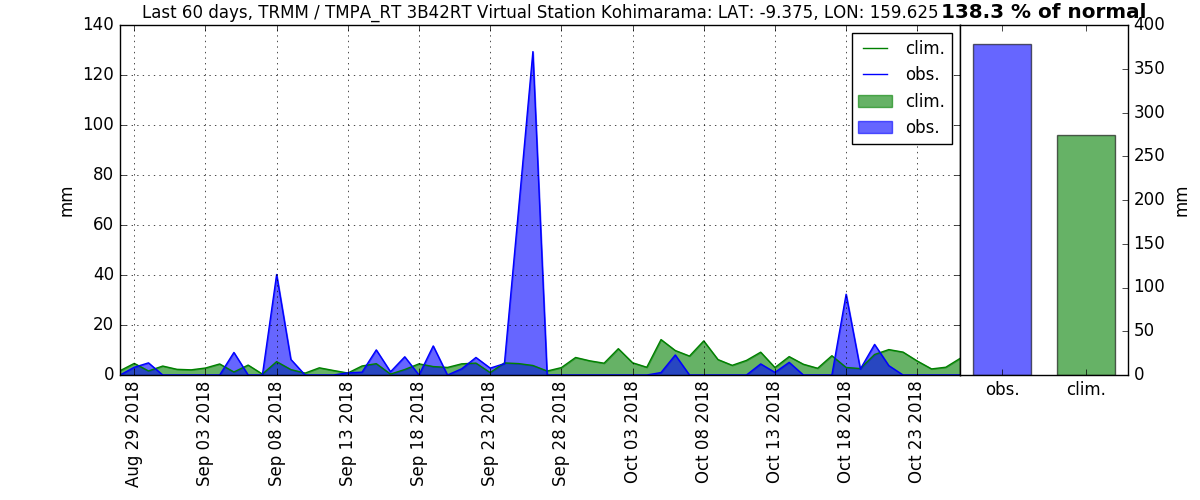 Last 60 days, TRMM / TMPA_RT 3B42RT Virtual Station Kohimarama: LAT: -9.375, LON: 159.625
138.3 % of normal
140
120
100
80
60
40
20
0
mm
clim.
obs.
clim.
obs.
Aug 29 2018
Sep 03 2018
Sep 08 2018
Sep 13 2018
Sep 18 2018
Sep 23 2018
Sep 28 2018
Oct 03 2018
Oct 08 2018
Oct 13 2018
Oct 18 2018
Oct 23 2018
400
350
300
250
200
150
100
50
0
mm
obs.
clim.